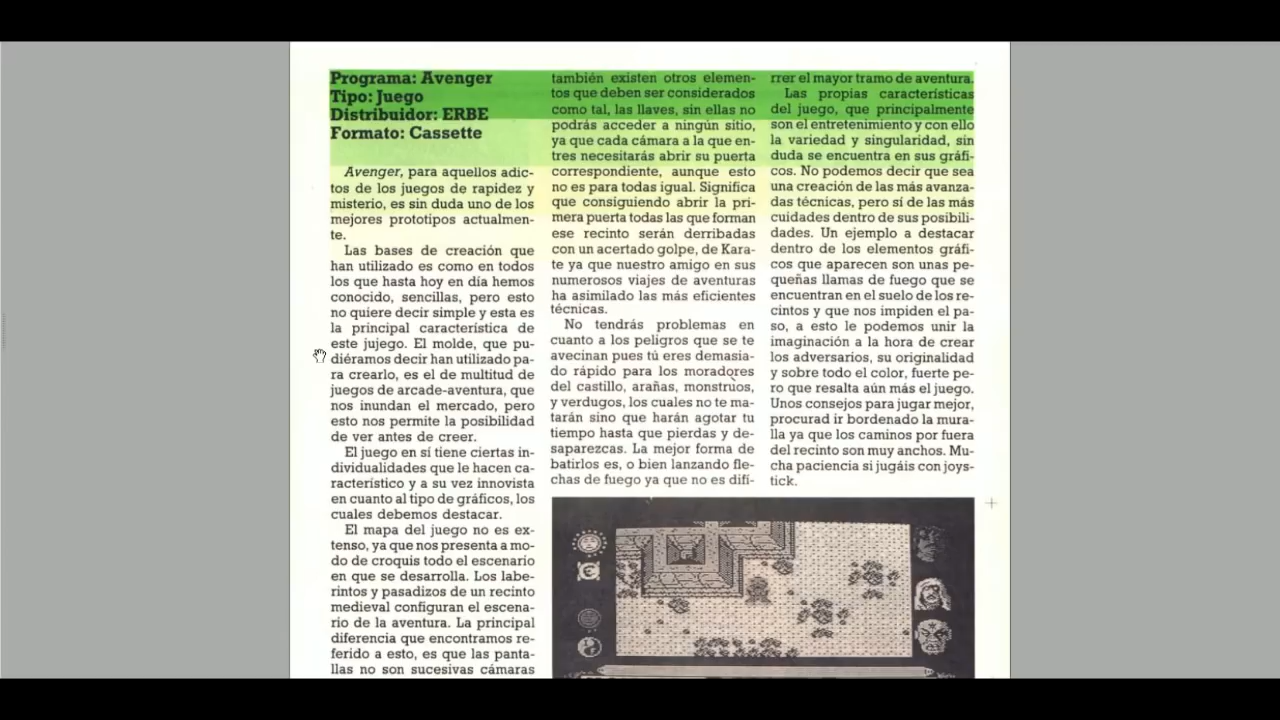 Programa: Avenger
Tipo: Juego
Distribuidor: ERBE
Formato: Cassette
Avenger, para aquellos adic-
tos de los juegos de rapidez y
misterio, es sin duda uno de los
mejores prototipos actualmen-
te.
Las bases de creación que
han utilizado es como en todos
los que hasta hoy en día hemos
conocido, sencillas, pero esto
no quiere decir simple y esta es
la principal característica de
este jujego. El molde, que pu-
diéramos decir han utilizado pa-
ra crearlo, es el de multitud de
juegos de arcade-aventura, que
nos inundan el mercado, pero
esto nos permite la posibilidad
de ver antes de creer.
El juego en sí tiene ciertas in-
dividualidades que le hacen ca-
racterístico y a su vez innovista
en cuanto al tipo de gráficos, los
cuales debemos destacar.
El mapa del juego no es ex-
tenso, ya que nos presenta a mo-
do de croquis todo el escenario
en que se desarrolla. Los labe-
rintos y pasadizos de un recinto
medieval configuran el escena-
rio de la aventura. La principal
diferencia que encontramos re-
ferido a esto, es que las panta-
llas no son sucesivas cámaras
también existen otros elemen-
tos que deben ser considerados
como tal, las llaves, sin ellas no
podrás acceder a ningún sitio,
ya que cada cámara a la que en-
tres necesitarás abrir su puerta
correspondiente, aunque esto
no es para todas igual. Significa
que consiguiendo abrir la pri-
mera puerta todas las que forman
ese recinto serán derribadas
con un acertado golpe, de Kara-
te ya que nuestro amigo en sus
numerosos viajes de aventuras
ha asimilado las más eficientes
técnicas.
No tendrás problemas en
cuanto a los peligros que se te
avecinan pues tú eres demasia-
do rápido para los moradores
del castillo, arañas, monstruos,
y verdugos, los cuales no te ma-
tarán sino que harán agotar tu
tiempo hasta que pierdas y de-
saparezcas. La mejor forma de
batirlos es, o bien lanzando fle-
chas de fuego ya que no es difi-
rrer el mayor tramo de aventura.
Las propias características
del juego, que principalmente
son el entretenimiento y con ello
la variedad y singularidad, sin
duda se encuentra en sus gráfi-
cos. No podemos decir que sea
una creación de las más avanza-
das técnicas, pero sí de las más
cuidades dentro de sus posibili-
dades. Un ejemplo a destacar
dentro de los elementos gráfi-
cos que aparecen son unas pe-
queñas llamas de fuego que se
encuentran en el suelo de los re-
cintos y que nos impiden el pa-
so, a esto le podemos unir la
imaginación a la hora de crear
los adversarios, su originalidad
y sobre todo el color, fuerte pe-
ro que resalta aún más el juego.
Unos consejos para jugar mejor,
procurad ir bordenado la mura-
lla ya que los caminos por fuera
del recinto son muy anchos. Mu-
cha paciencia si jugáis con joys-
tick.